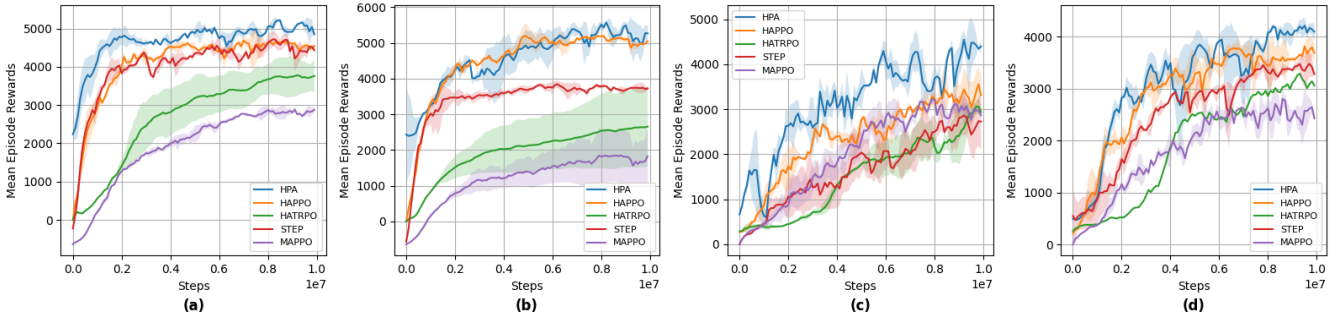 Mean Episode Rewards
5000
4000
3000
2000
1000
0
HPA
HAPPO
HATRPO
STEP
MAPPO
0.0 0.2 0.4 0.6 0.8 1.0
Steps 1e7
(a)
Mean Episode Rewards
6000
5000
4000
3000
2000
1000
0
HPA
HAPPO
HATRPO
STEP
MAPPO
0.0 0.2 0.4 0.6 0.8 1.0
Steps 1e7
(b)
Mean Episode Rewards
5000
4000
3000
2000
1000
0
HPA
HAPPO
HATRPO
STEP
MAPPO
0.0 0.2 0.4 0.6 0.8 1.0
Steps 1e7
(c)
Mean Episode Rewards
4000
3000
2000
1000
0
HPA
HAPPO
HATRPO
STEP
MAPPO
0.0 0.2 0.4 0.6 0.8 1.0
Steps 1e7
(d)